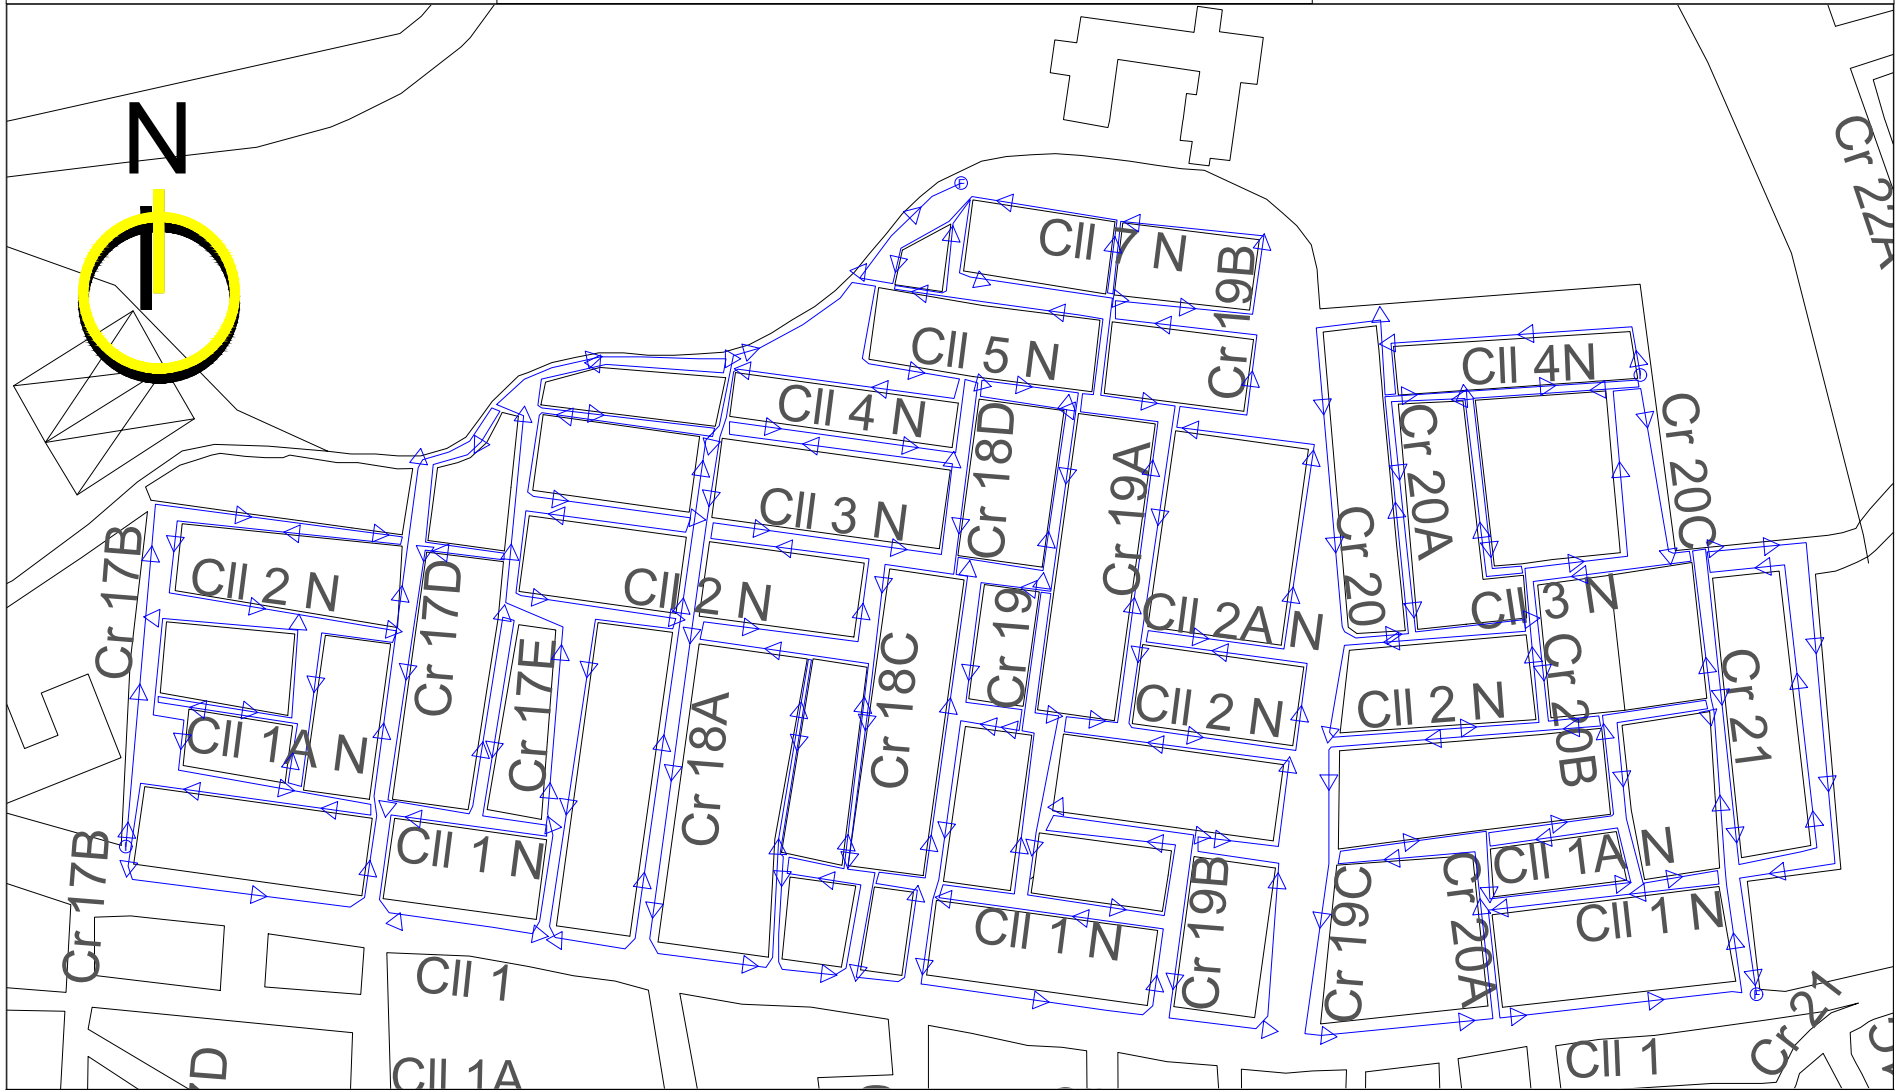 N
Cr 22A
Cll 7 N
Cr 19B
Cll 5 N
Cll 4N
Cll 4 N
Cr 18D
Cr 20A
Cr 20C
Cll 3 N
Cr 19A
Cr 17B
Cll 2 N
Cr 17D
Cll 2 N
Cr 19
Cll 2A N
Cr 20
Cll 3 N
Cr 17E
Cr 18C
Cll 2 N
Cll 2 N
Cr 20B
Cr 21
Cll 1A N
Cr 18A
Cll 1 N
Cll 1A N
Cr 17B
Cll 1 N
Cr 19B
Cr 19C
Cr 20A
Cll 1 N
Cll 1
Cr 21
Cll 1
Cll 1A